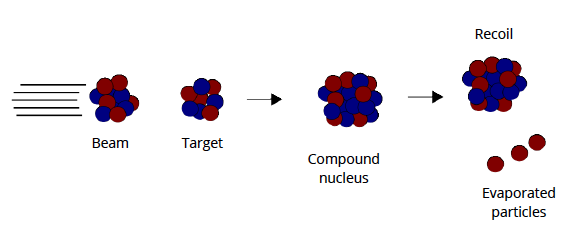 Recoil
Beam
Target
Compound
nucleus
Evaporated
particles